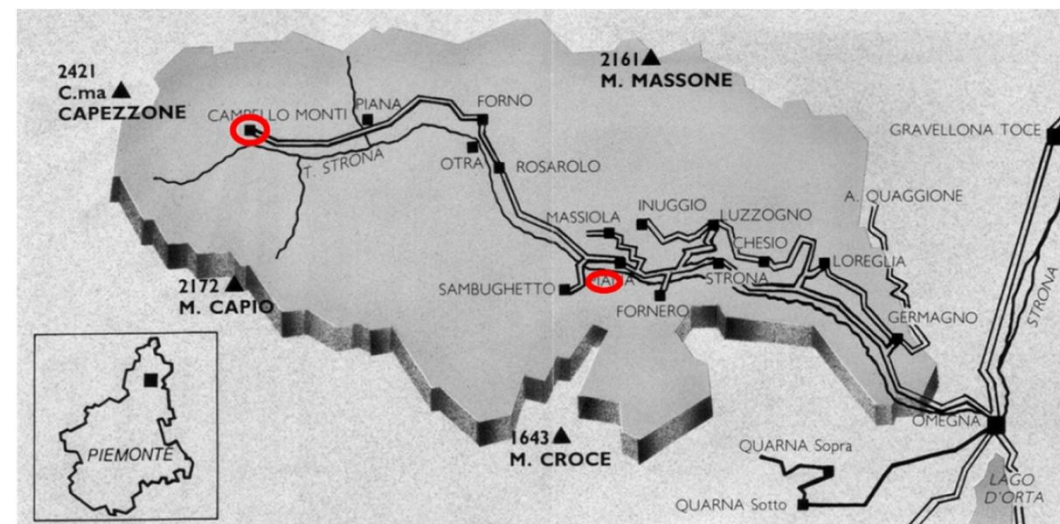 2421
C.ma
CAPEZZONE
2161
M. MASSONE
CAMPELLO MONTI
PIANA
FORNO
GRAVELLONA TOCE
T. STRONA
OTRA
ROSAROLO
A. QUAGGIONE
INUGGIO
MASSIOLA
LUZZOGNO
CHESIO
LOREGLIA
2172
M. CAPIO
SAMBUGHETTO
PIANA
STRONA
FORNERO
GERMAGNO
STRONA
PIEMONTE
1643
M. CROCE
OMEGNA
QUARNA Sopra
QUARNA Sotto
LAGO
D'ORTA